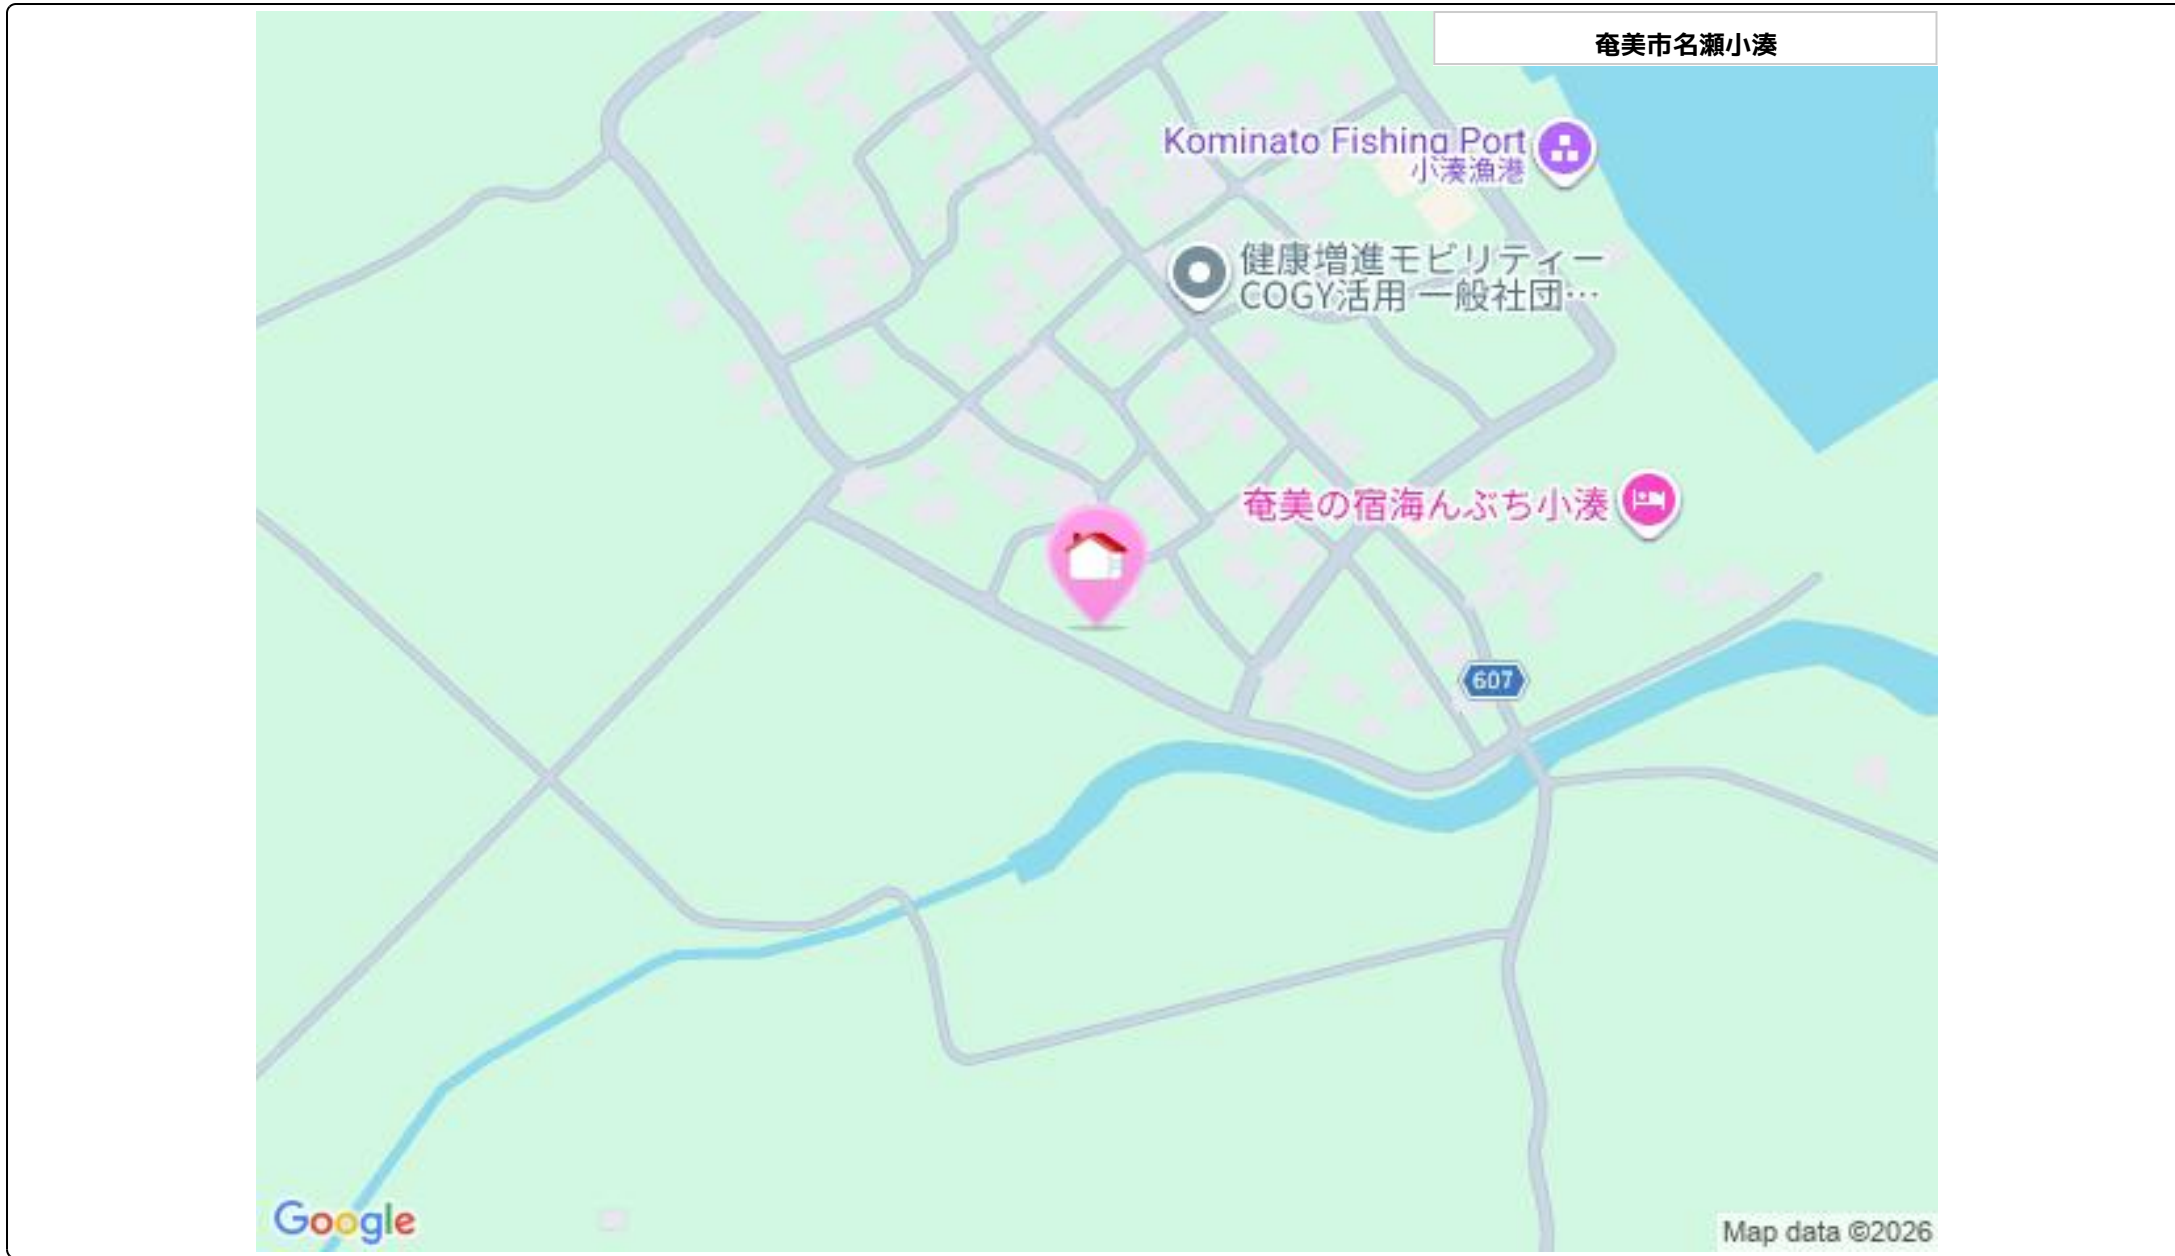 奄美市名瀬小湊
Kominato Fishing Port
小湊漁港
健康増進モビリティー
COGY活用 一般社団…
奄美の宿海んぶち小湊
607
Google
Map data ©2026